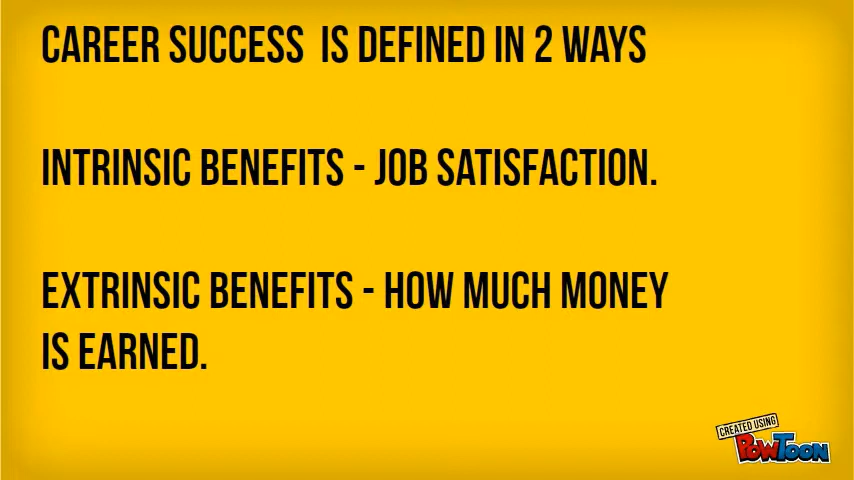 CAREER SUCCESS IS DEFINED IN 2 WAYS
INTRINSIC BENEFITS - JOB SATISFACTION.
EXTRINSIC BENEFITS - HOW MUCH MONEY
IS EARNED.
CREATED USING
POWTOON